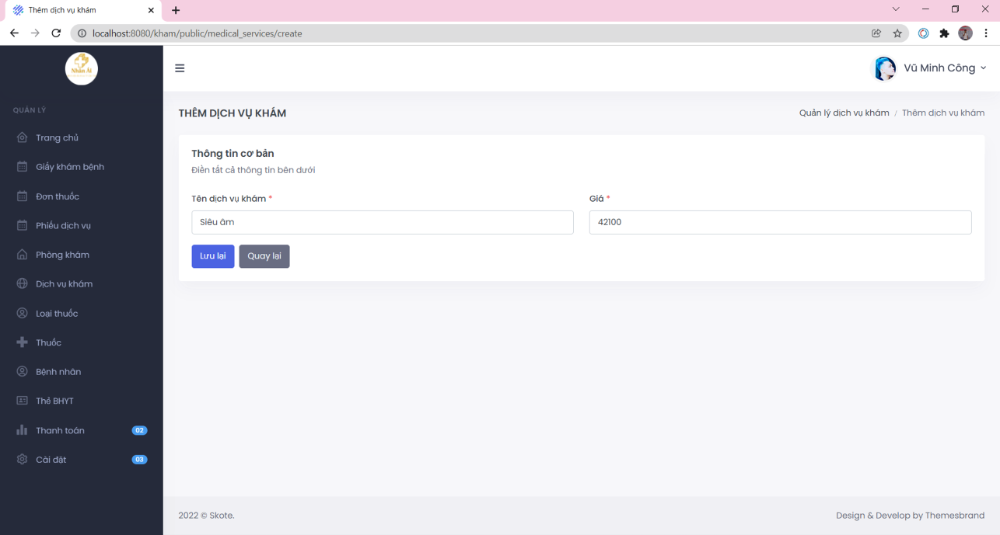 Thêm dịch vụ khám
localhost:8080/kham/public/medical_services/create
Nhân Ái
Vũ Minh Công
QUẢN LÝ
Trang chủ
Giấy khám bệnh
Đơn thuốc
Phiếu dịch vụ
Phòng khám
Dịch vụ khám
Loại thuốc
Thuốc
Bệnh nhân
Thẻ BHYT
Thanh toán 02
Cài đặt 03
THÊM DỊCH VỤ KHÁM
Quản lý dịch vụ khám / Thêm dịch vụ khám
Thông tin cơ bản
Điền tất cả thông tin bên dưới
Tên dịch vụ khám *
Giá *
Siêu âm
42100
Lưu lại
Quay lại
2022 © Skote.
Design & Develop by Themesbrand